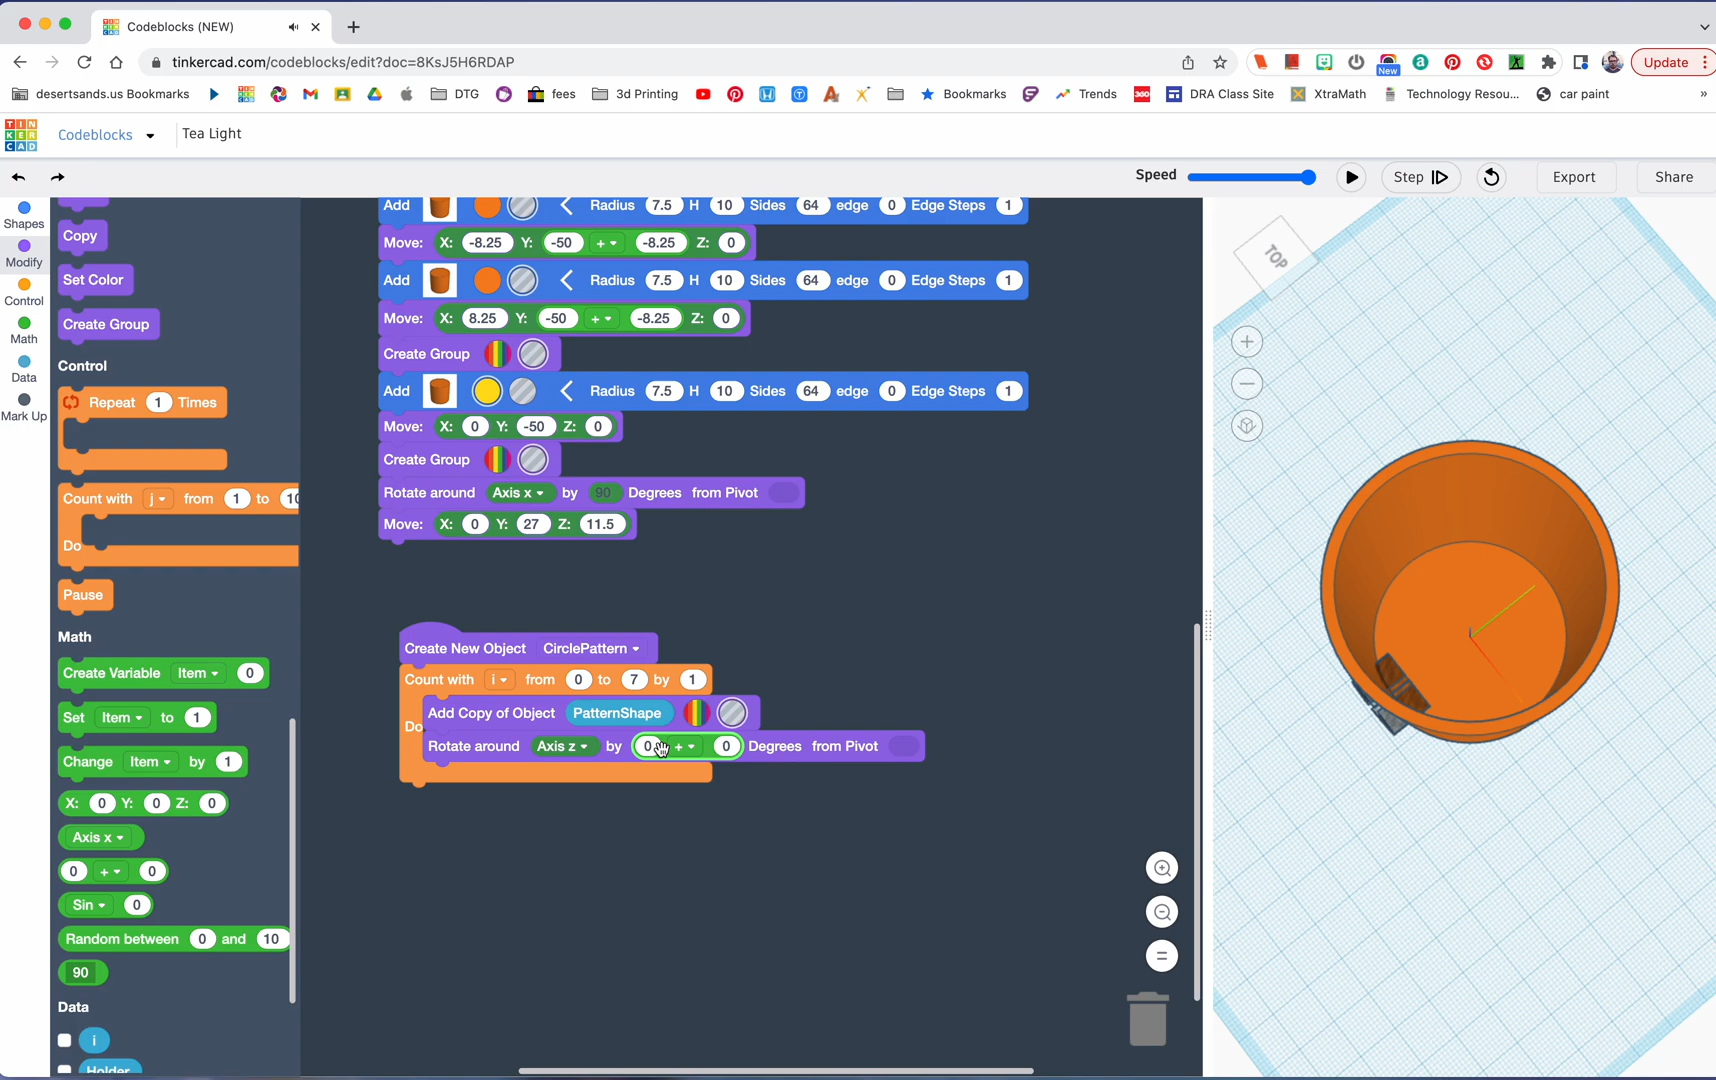 Codeblocks (NEW)
tinkercad.com/codeblocks/edit?doc=8KsJ5H6RDAP
New
Update
desertsands.us Bookmarks
DTG
fees
3d Printing
Bookmarks
Trends
360
DRA Class Site
XtraMath
Technology Resou...
car paint
»
TIN
KER
CAD
Codeblocks
Tea Light
Speed
Step
Export
Share
Shapes
Modify
Control
Math
Data
Mark Up
Copy
Set Color
Create Group
Control
Repeat 1 Times
Count with j from 1 to 10
Do
Pause
Math
Create Variable Item 0
Set Item to 1
Change Item by 1
X: 0 Y: 0 Z: 0
Axis x
0 + 0
Sin 0
Random between 0 and 10
90
Data
i
Holder
Add Radius 7.5 H 10 Sides 64 edge 0 Edge Steps 1
Move: X: -8.25 Y: -50 + -8.25 Z: 0
Add Radius 7.5 H 10 Sides 64 edge 0 Edge Steps 1
Move: X: 8.25 Y: -50 + -8.25 Z: 0
Create Group
Add Radius 7.5 H 10 Sides 64 edge 0 Edge Steps 1
Move: X: 0 Y: -50 Z: 0
Create Group
Rotate around Axis x by 90 Degrees from Pivot
Move: X: 0 Y: 27 Z: 11.5
Create New Object CirclePattern
Count with i from 0 to 7 by 1
Do
Add Copy of Object PatternShape
Rotate around Axis z by 0 + 0 Degrees from Pivot
TOP